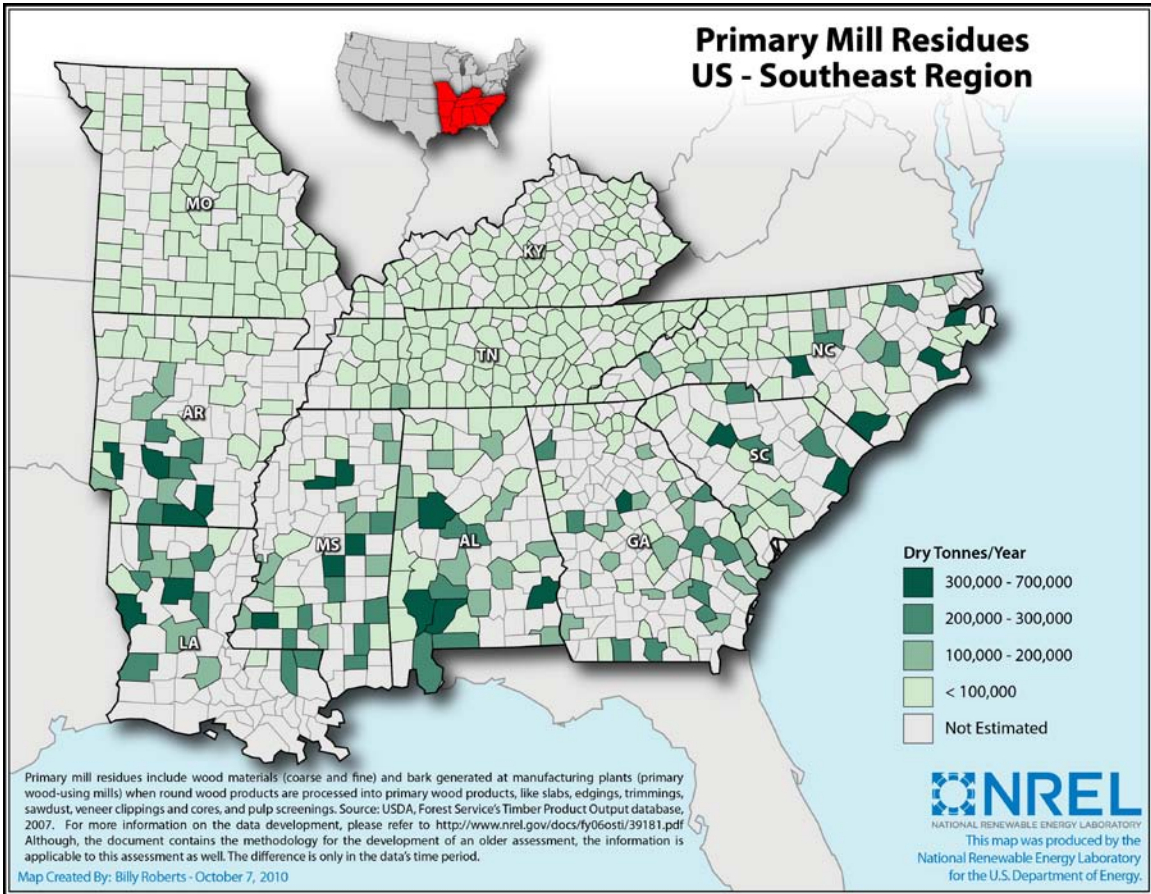 Primary Mill Residues
US - Southeast Region
MO
KY
TN
NC
AR
SC
MS
AL
GA
LA
Dry Tonnes/Year
300,000 - 700,000
200,000 - 300,000
100,000 - 200,000
< 100,000
Not Estimated
Primary mill residues include wood materials (coarse and fine) and bark generated at manufacturing plants (primary
wood-using mills) when round wood products are processed into primary wood products, like slabs, edgings, trimmings,
sawdust, veneer clippings and cores, and pulp screenings. Source: USDA, Forest Service's Timber Product Output database,
2007. For more information on the data development, please refer to http://www.nrel.gov/docs/fy06osti/39181.pdf
Although, the document contains the methodology for the development of an older assessment, the information is
applicable to this assessment as well. The difference is only in the data's time period.
Map Created By: Billy Roberts - October 7, 2010
NREL
NATIONAL RENEWABLE ENERGY LABORATORY
This map was produced by the
National Renewable Energy Laboratory
for the U.S. Department of Energy.